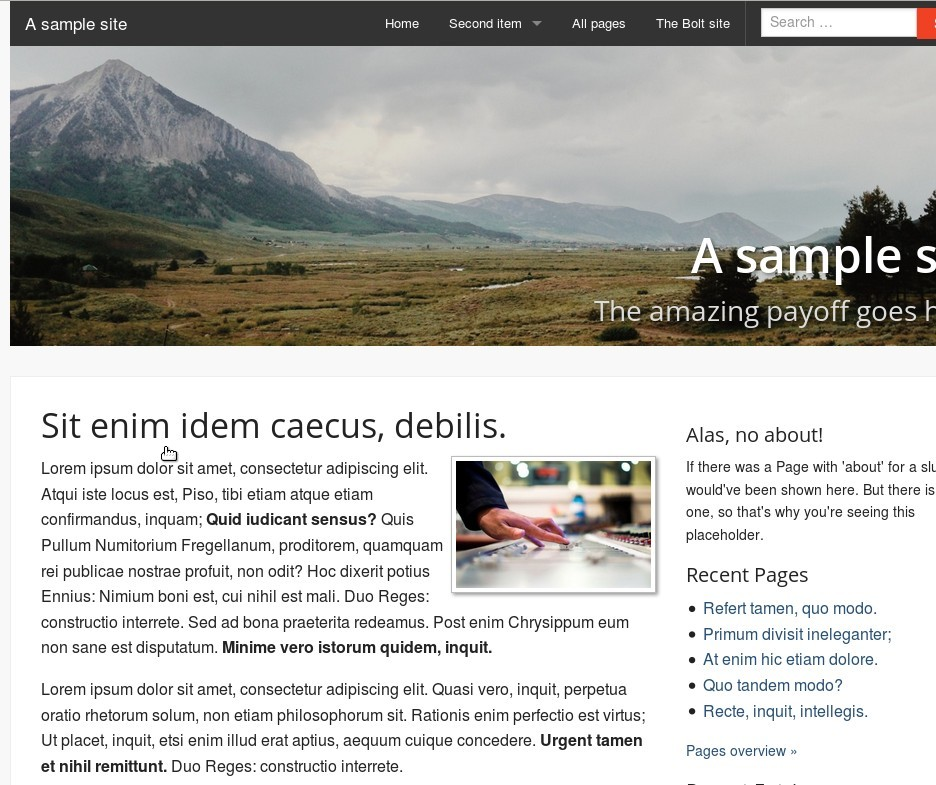 A sample site
Home
Second item
All pages
The Bolt site
Search ...
A sample s
The amazing payoff goes h
Sit enim idem caecus, debilis.
Lorem ipsum dolor sit amet, consectetur adipiscing elit.
Atqui iste locus est, Piso, tibi etiam atque etiam
confirmandus, inquam; Quid iudicant sensus? Quis
Pullum Numitorium Fregellanum, proditorem, quamquam
rei publicae nostrae profuit, non odit? Hoc dixerit potius
Ennius: Nimium boni est, cui nihil est mali. Duo Reges:
constructio interrete. Sed ad bona praeterita redeamus. Post enim Chrysippum eum
non sane est disputatum. Minime vero istorum quidem, inquit.
Lorem ipsum dolor sit amet, consectetur adipiscing elit. Quasi vero, inquit, perpetua
oratio rhetorum solum, non etiam philosophorum sit. Rationis enim perfectio est virtus;
Ut placet, inquit, etsi enim illud erat aptius, aequum cuique concedere. Urgent tamen
et nihil remittunt. Duo Reges: constructio interrete.
Alas, no about!
If there was a Page with 'about' for a slu
would've been shown here. But there is
one, so that's why you're seeing this
placeholder.
Recent Pages
Refert tamen, quo modo.
Primum divisit ineleganter;
At enim hic etiam dolore.
Quo tandem modo?
Recte, inquit, intellegis.
Pages overview »